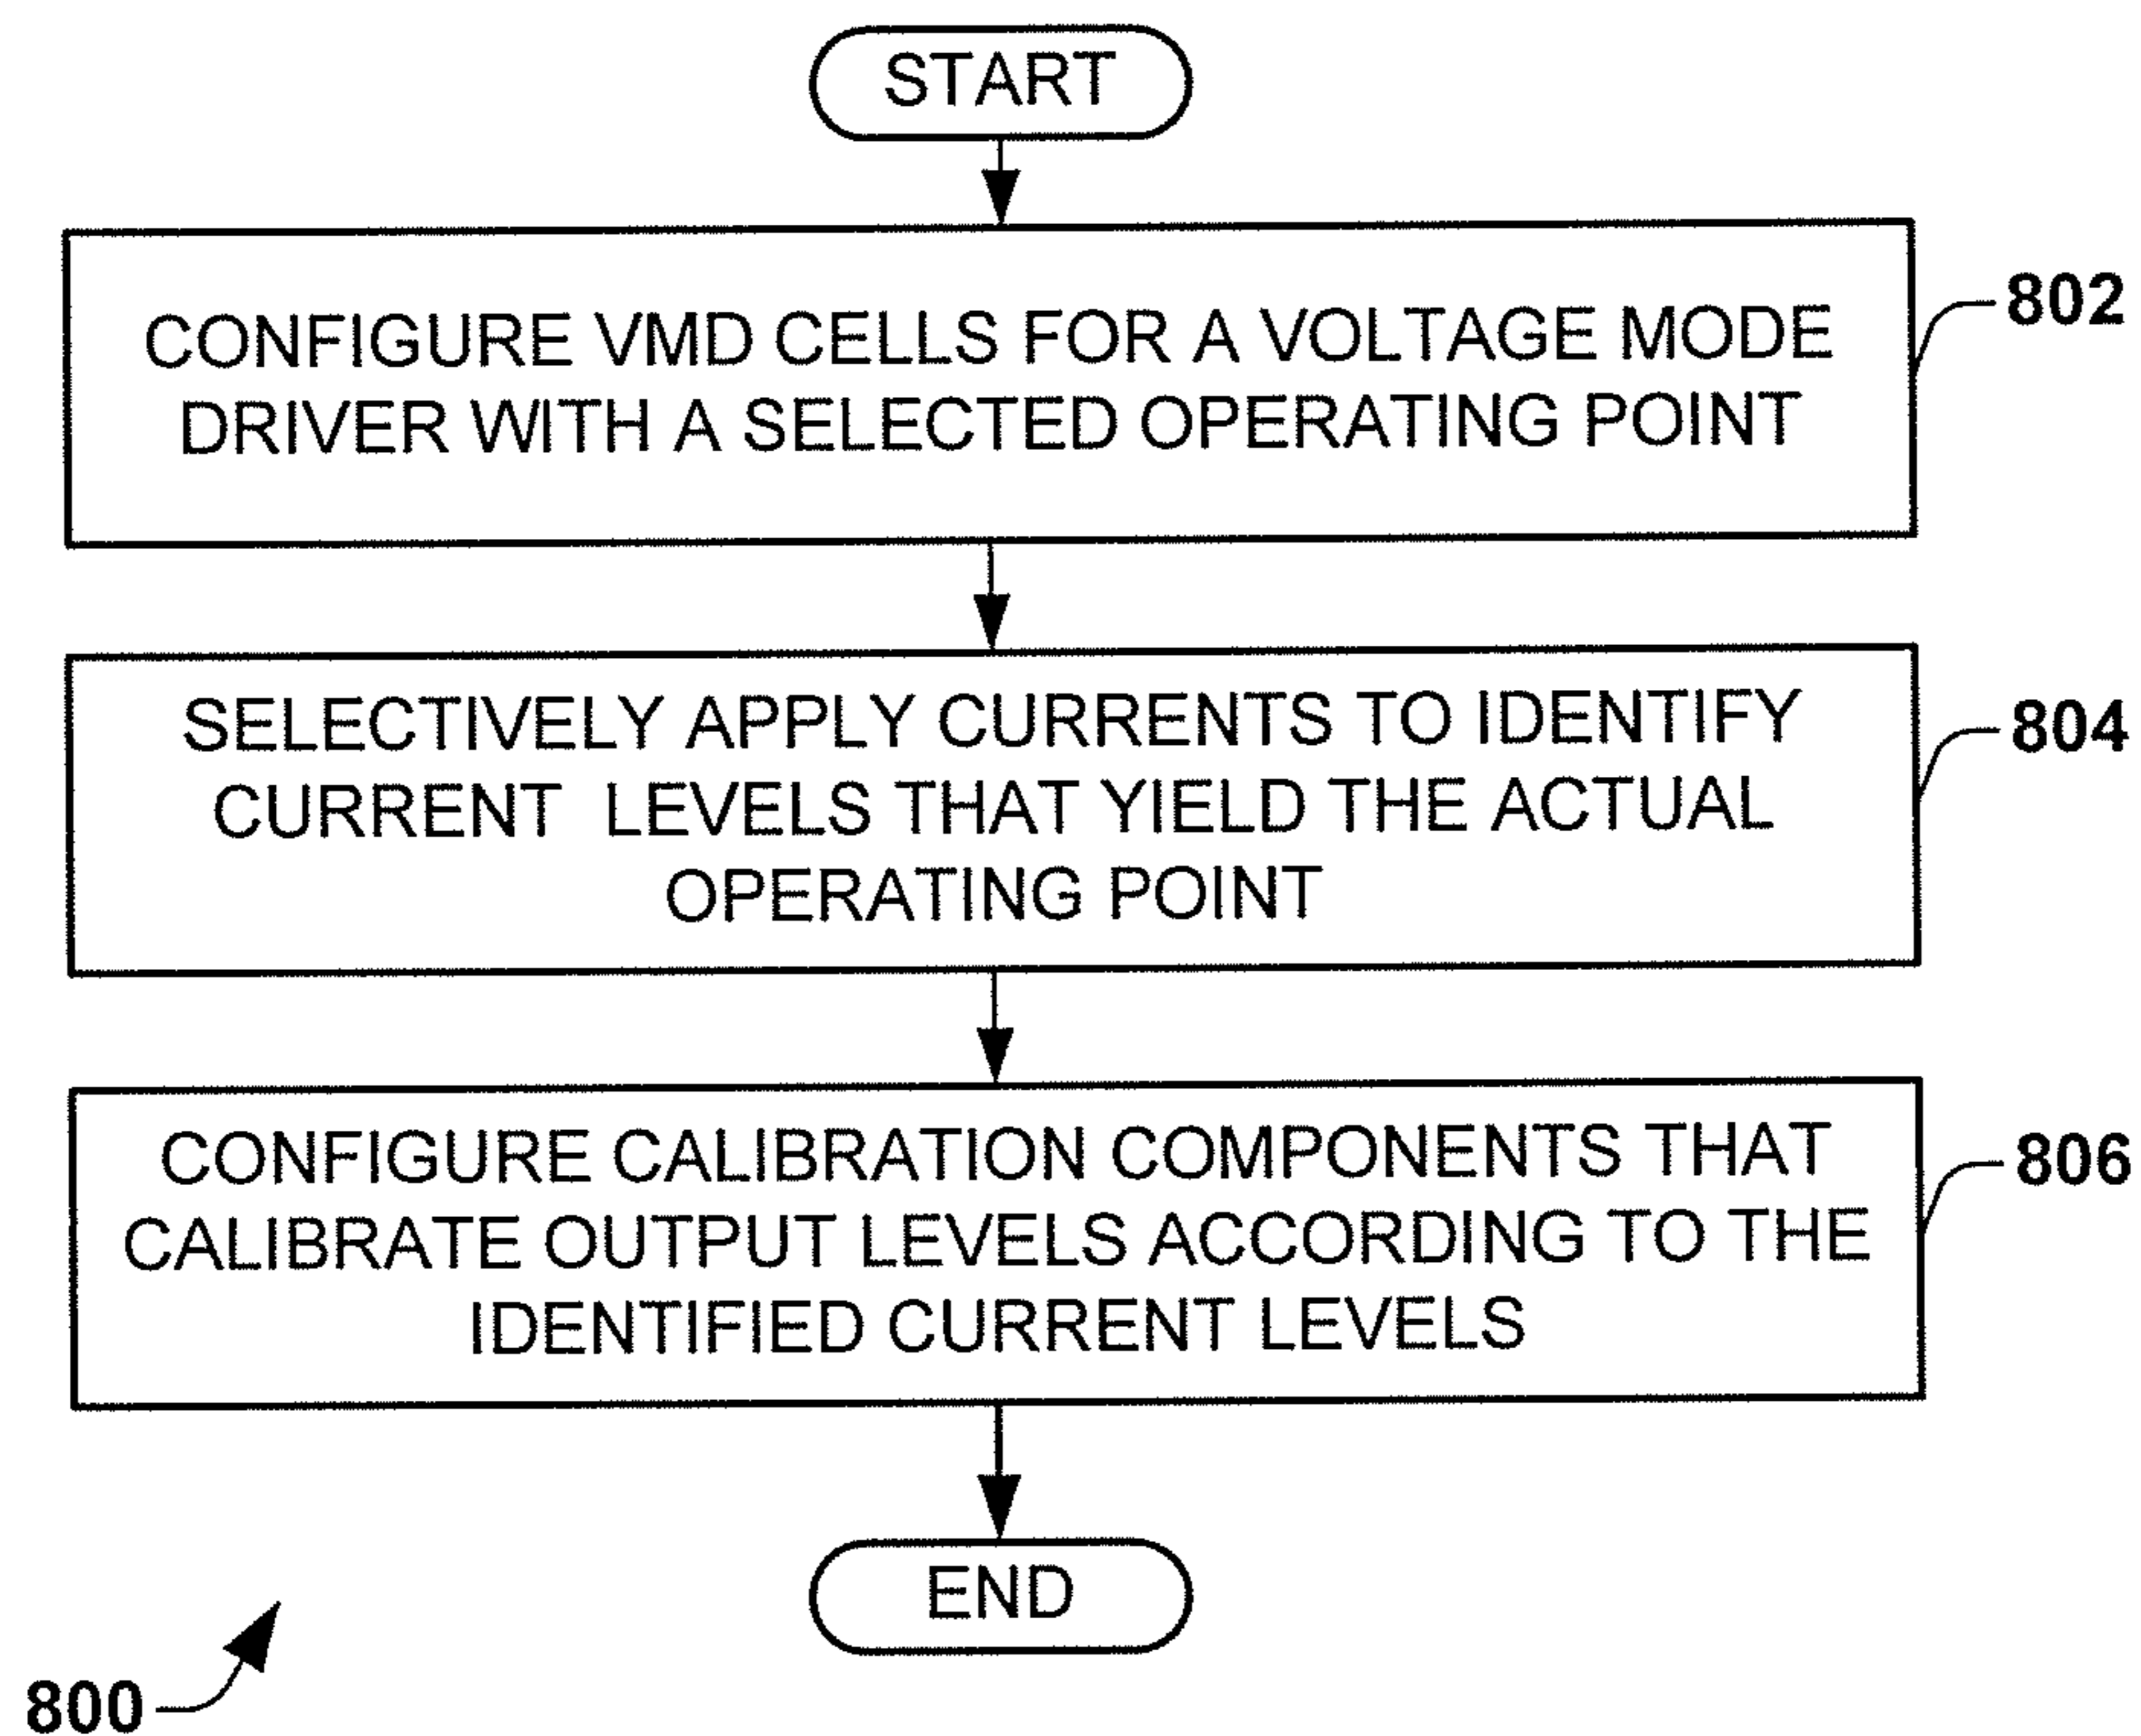 START
CONFIGURE VMD CELLS FOR A VOLTAGE MODE
DRIVER WITH A SELECTED OPERATING POINT
802
SELECTIVELY APPLY CURRENTS TO IDENTIFY
CURRENT LEVELS THAT YIELD THE ACTUAL
OPERATING POINT
804
CONFIGURE CALIBRATION COMPONENTS THAT
CALIBRATE OUTPUT LEVELS ACCORDING TO THE
IDENTIFIED CURRENT LEVELS
806
END
800